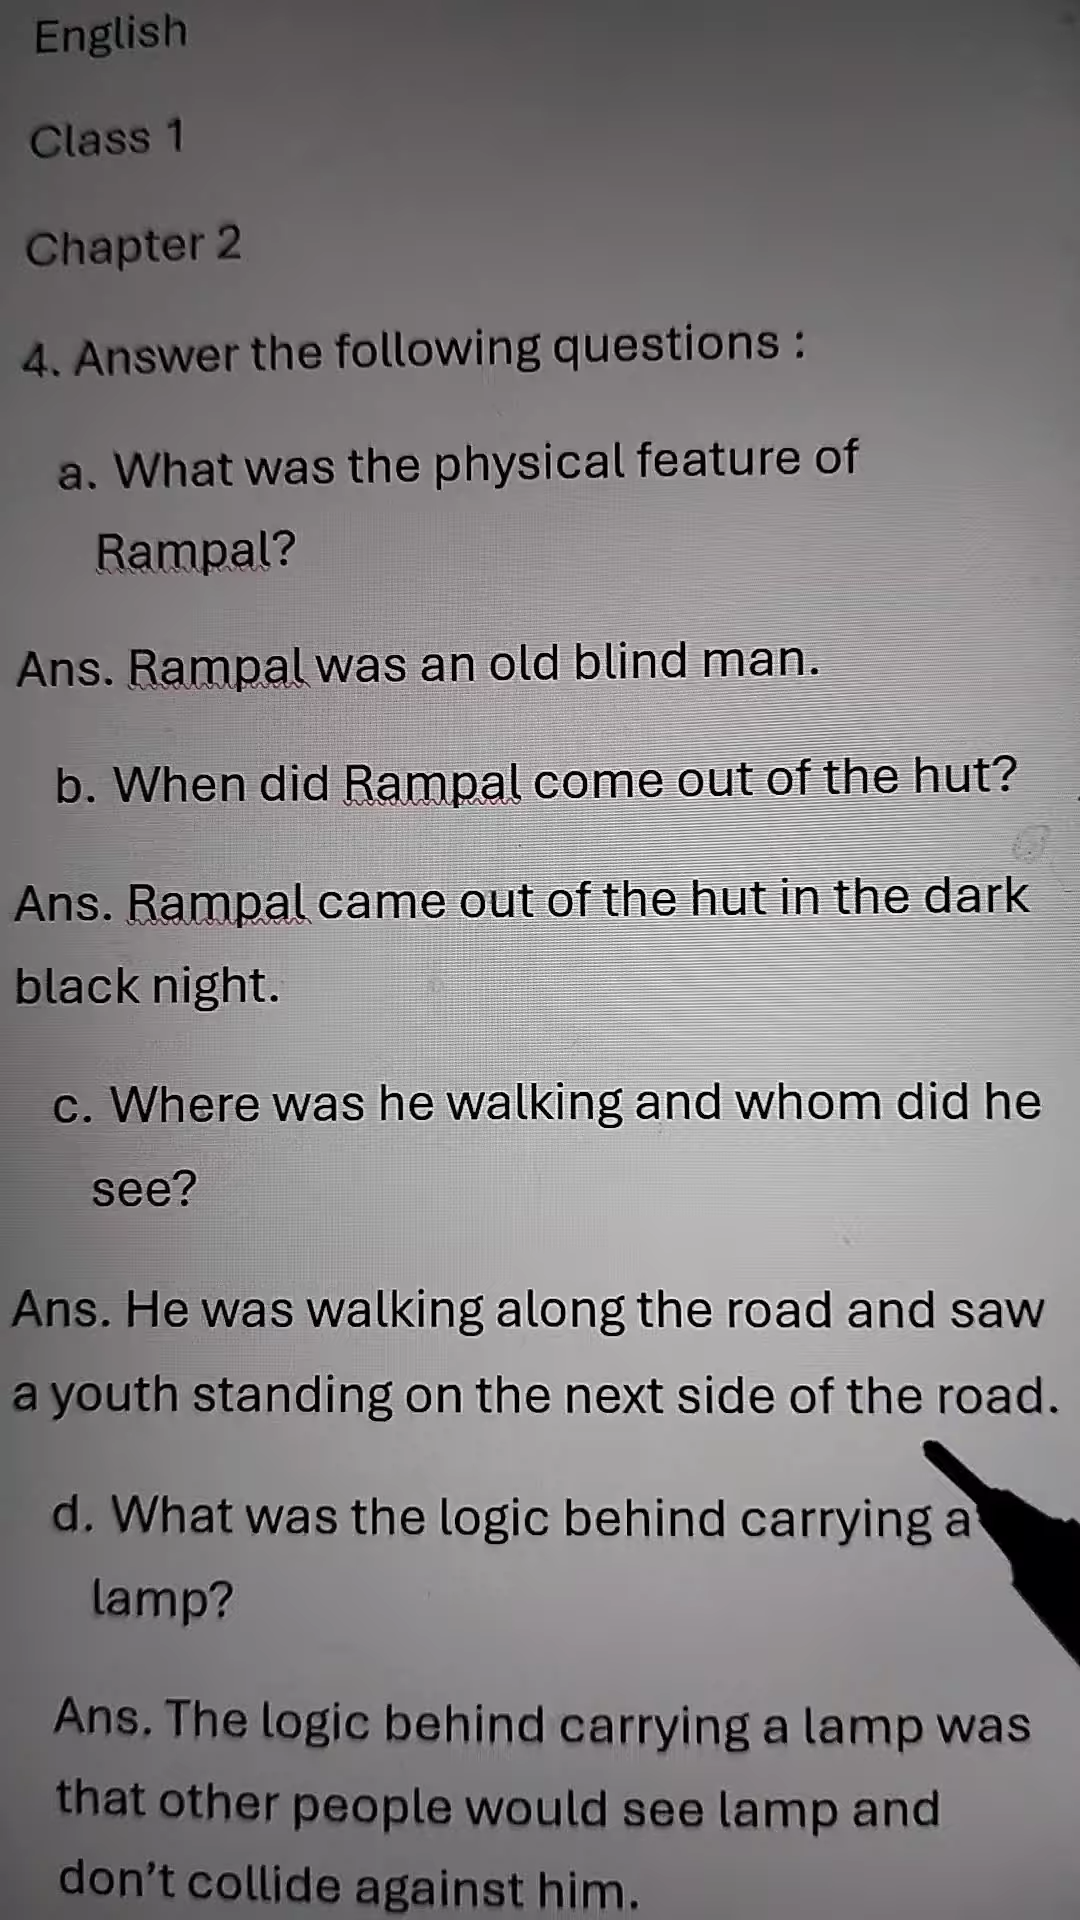 English
Class 1
Chapter 2
4. Answer the following questions :
a. What was the physical feature of
Rampal?
Ans. Rampal was an old blind man.
b. When did Rampal come out of the hut?
Ans. Rampal came out of the hut in the dark
black night.
c. Where was he walking and whom did he
see?
Ans. He was walking along the road and saw
a youth standing on the next side of the road.
d. What was the logic behind carrying a
lamp?
Ans. The logic behind carrying a lamp was
that other people would see lamp and
don't collide against him.